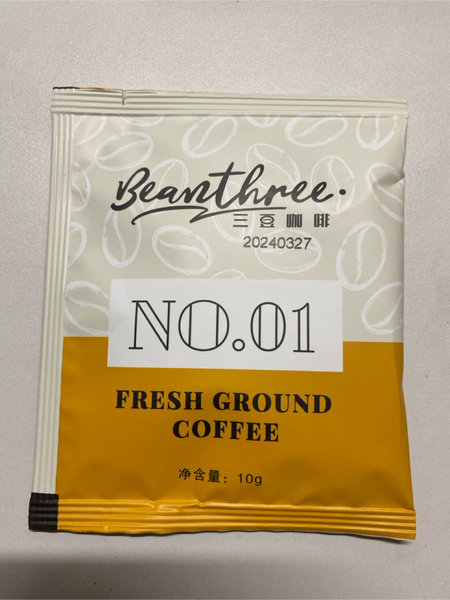 Beanthree.
三豆咖啡
20240327
NO.01
FRESH GROUND
COFFEE
净含量：10g